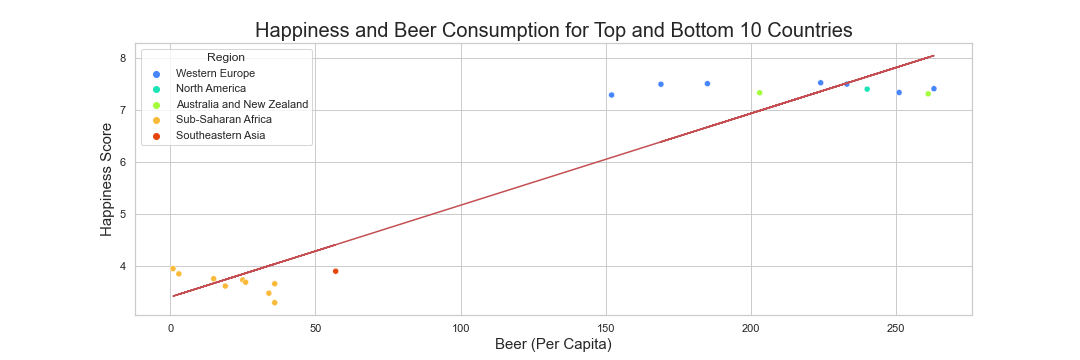 Happiness and Beer Consumption for Top and Bottom 10 Countries
Region
Western Europe
North America
Australia and New Zealand
Sub-Saharan Africa
Southeastern Asia
Happiness Score
8
7
6
5
4
0
50
100
150
200
250
Beer (Per Capita)